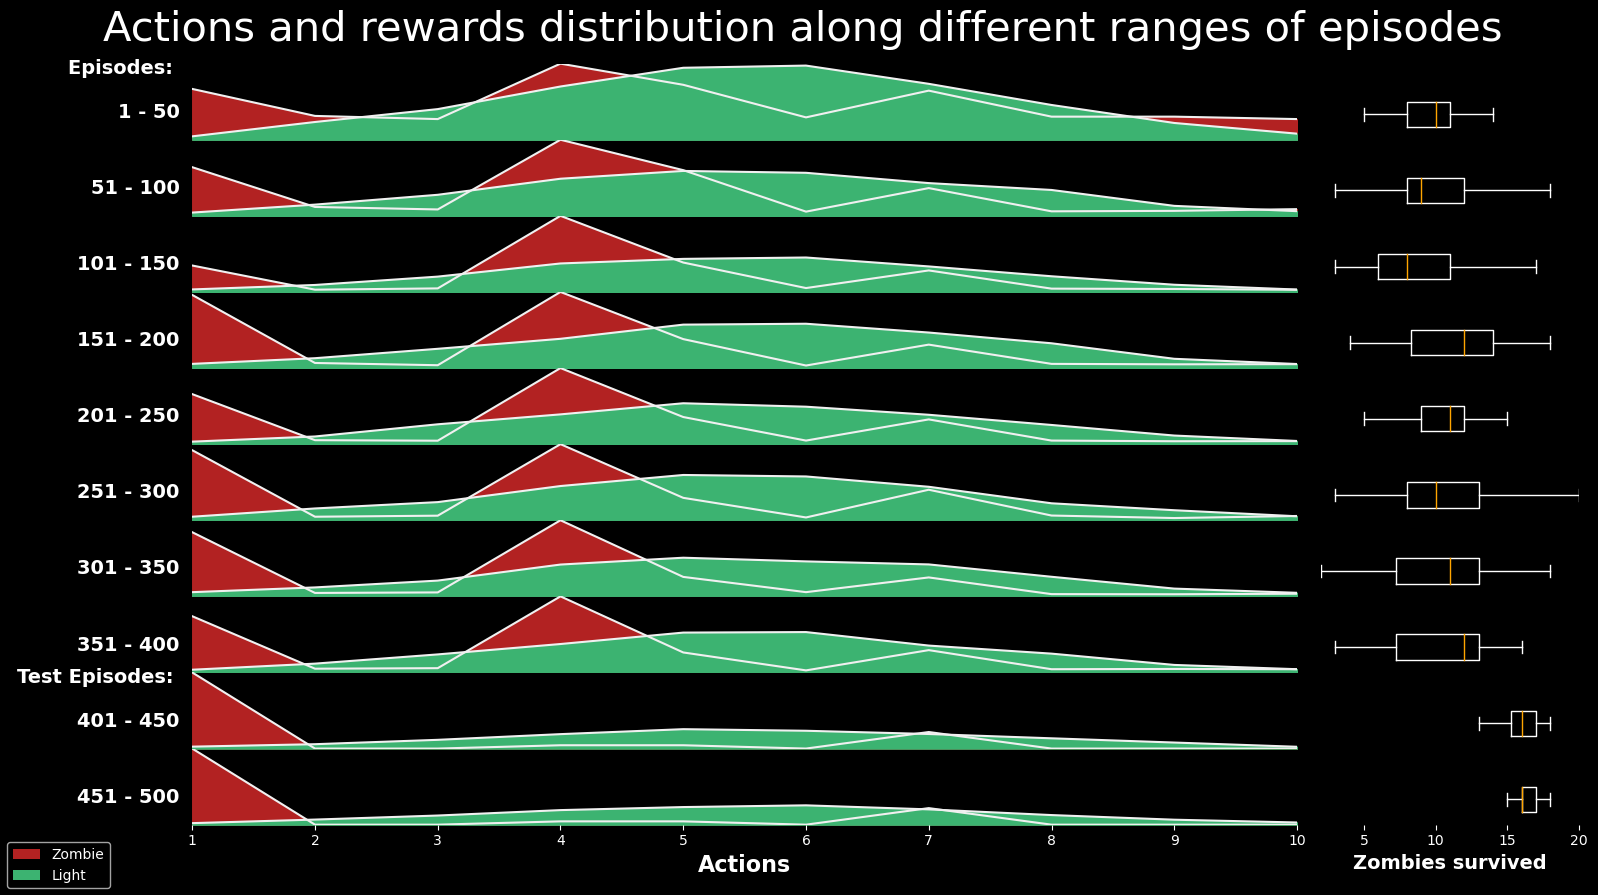 Actions and rewards distribution along different ranges of episodes
Episodes:
1 - 50
51 - 100
101 - 150
151 - 200
201 - 250
251 - 300
301 - 350
351 - 400
Test Episodes:
401 - 450
451 - 500
1 2 3 4 5 6 7 8 9 10
5 10 15 20
Actions
Zombies survived
Zombie
Light